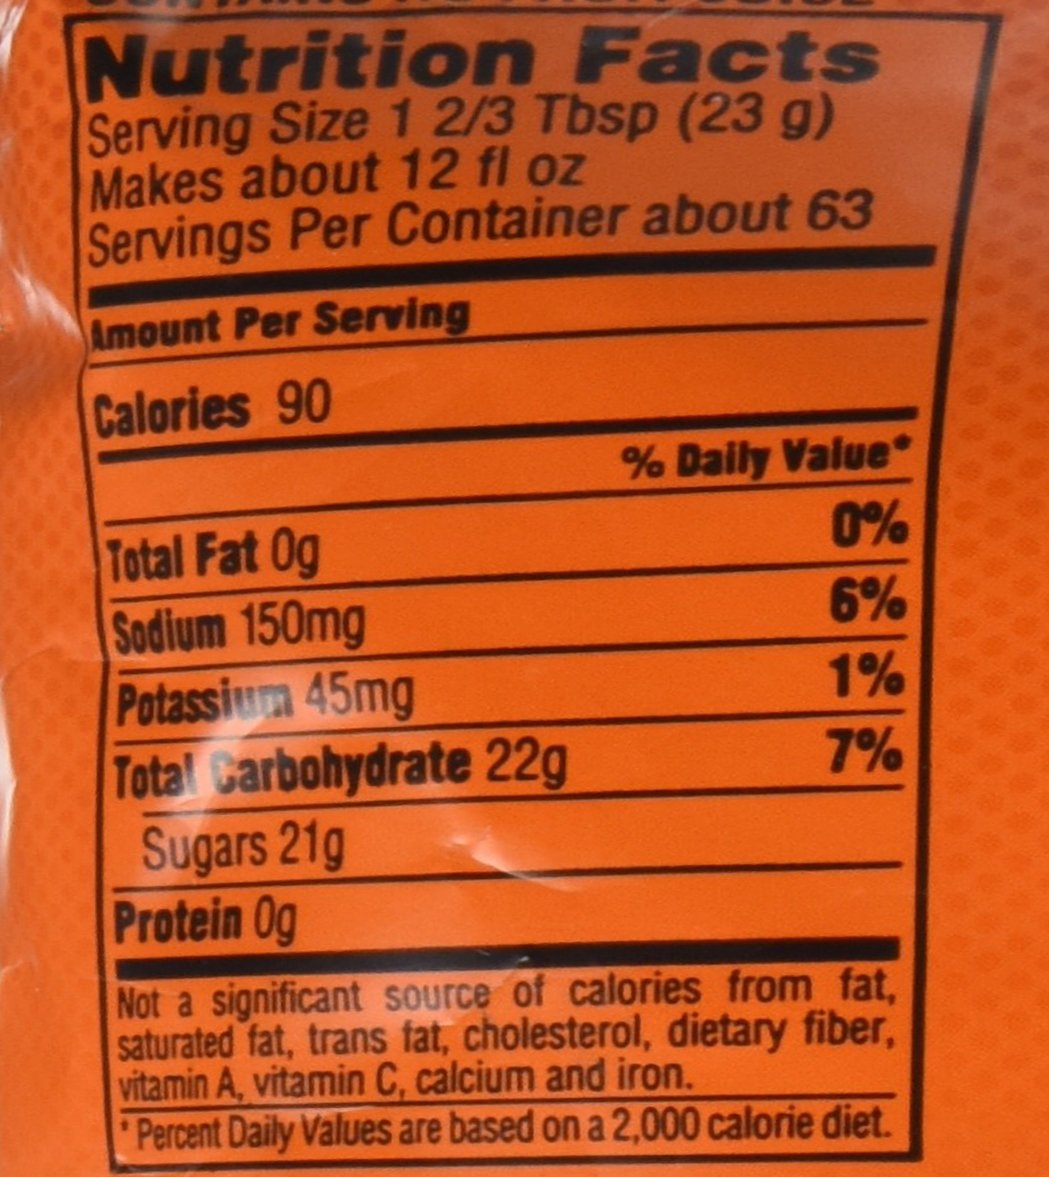 Nutrition Facts
Serving Size 1 2/3 Tbsp (23 g)
Makes about 12 fl oz
Servings Per Container about 63
Amount Per Serving
Calories 90
% Daily Value*
Total Fat 0g 0%
Sodium 150mg 6%
Potassium 45mg 1%
Total Carbohydrate 22g 7%
Sugars 21g
Protein 0g
Not a significant source of calories from fat,
saturated fat, trans fat, cholesterol, dietary fiber,
vitamin A, vitamin C, calcium and iron.
* Percent Daily Values are based on a 2,000 calorie diet.